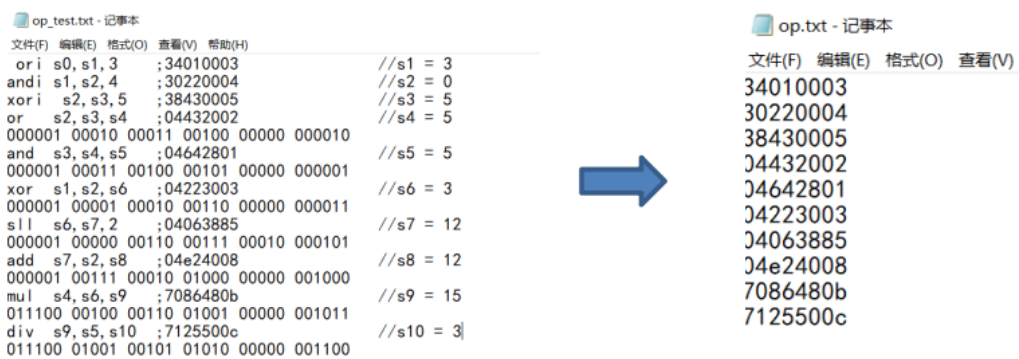 op_test.txt - 记事本
文件(F) 编辑(E) 格式(O) 查看(V) 帮助(H)
ori s0,s1,3 ;34010003 //s1 = 3
andi s1,s2,4 ;30220004 //s2 = 0
xori s2,s3,5 ;38430005 //s3 = 5
or s2,s3,s4 ;04432002 //s4 = 5
000001 00010 00011 00100 00000 000010
and s3,s4,s5 ;04642801 //s5 = 5
000001 00011 00100 00101 00000 000001
xor s1,s2,s6 ;04223003 //s6 = 3
000001 00001 00010 00110 00000 000011
sll s6,s7,2 ;04063885 //s7 = 12
000001 00000 00110 00111 00010 000101
add s7,s2,s8 ;04e24008 //s8 = 12
000001 00111 00010 01000 00000 001000
mul s4,s6,s9 ;7086480b //s9 = 15
011100 00100 00110 01001 00000 001011
div s9,s5,s10 ;7125500c //s10 = 3
011100 01001 00101 01010 00000 001100
op.txt - 记事本
文件(F) 编辑(E) 格式(O) 查看(V)
34010003
30220004
38430005
04432002
04642801
04223003
04063885
04e24008
7086480b
7125500c